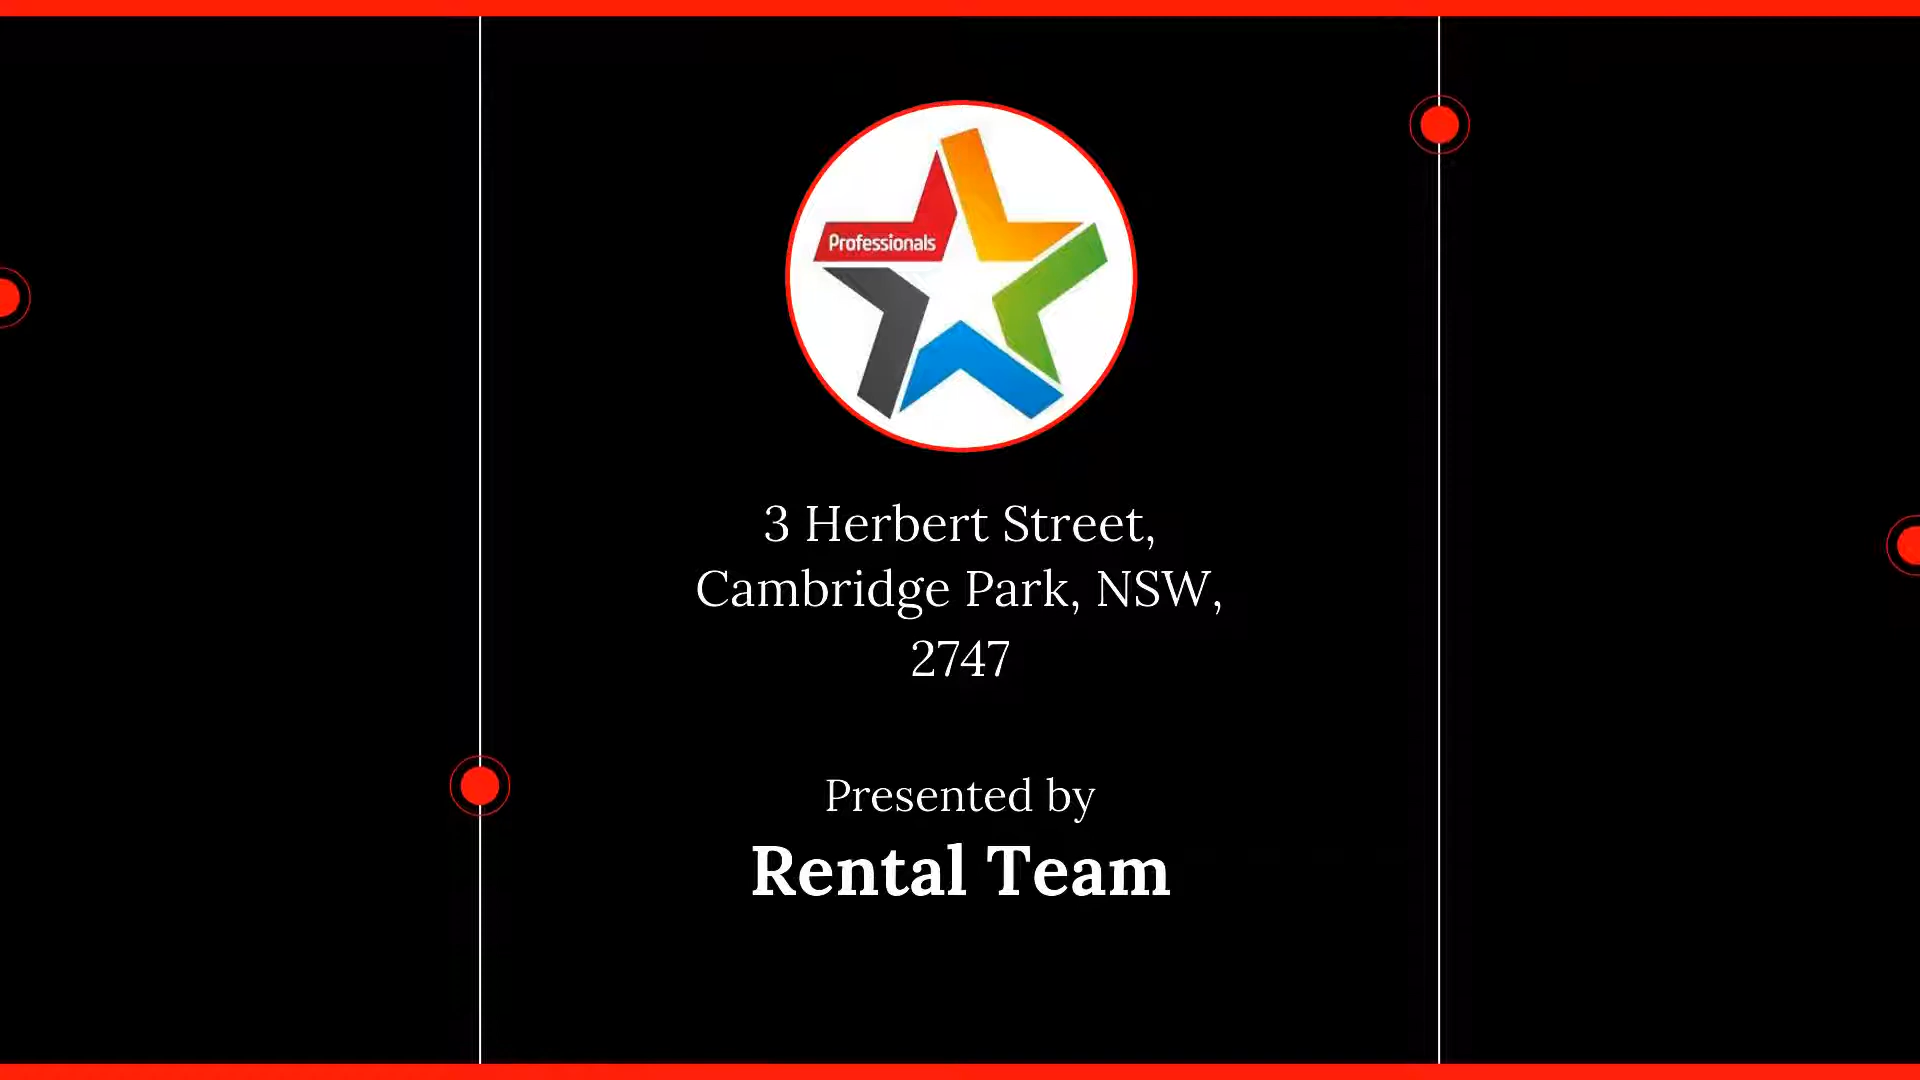 Professionals
3 Herbert Street,
Cambridge Park, NSW,
2747
Presented by
Rental Team